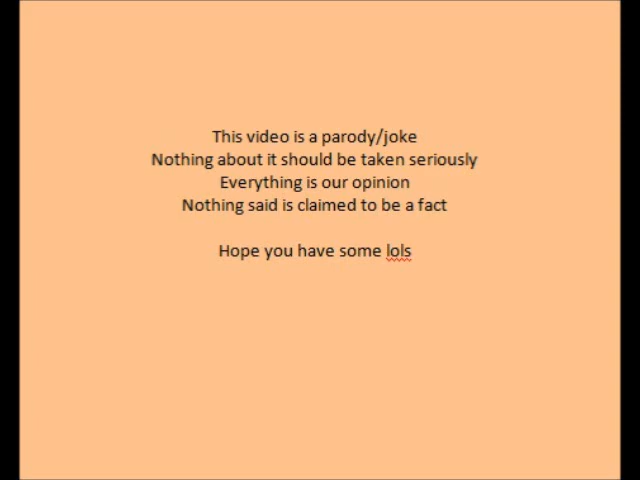 This video is a parody/joke
Nothing about it should be taken seriously
Everything is our opinion
Nothing said is claimed to be a fact
Hope you have some lols